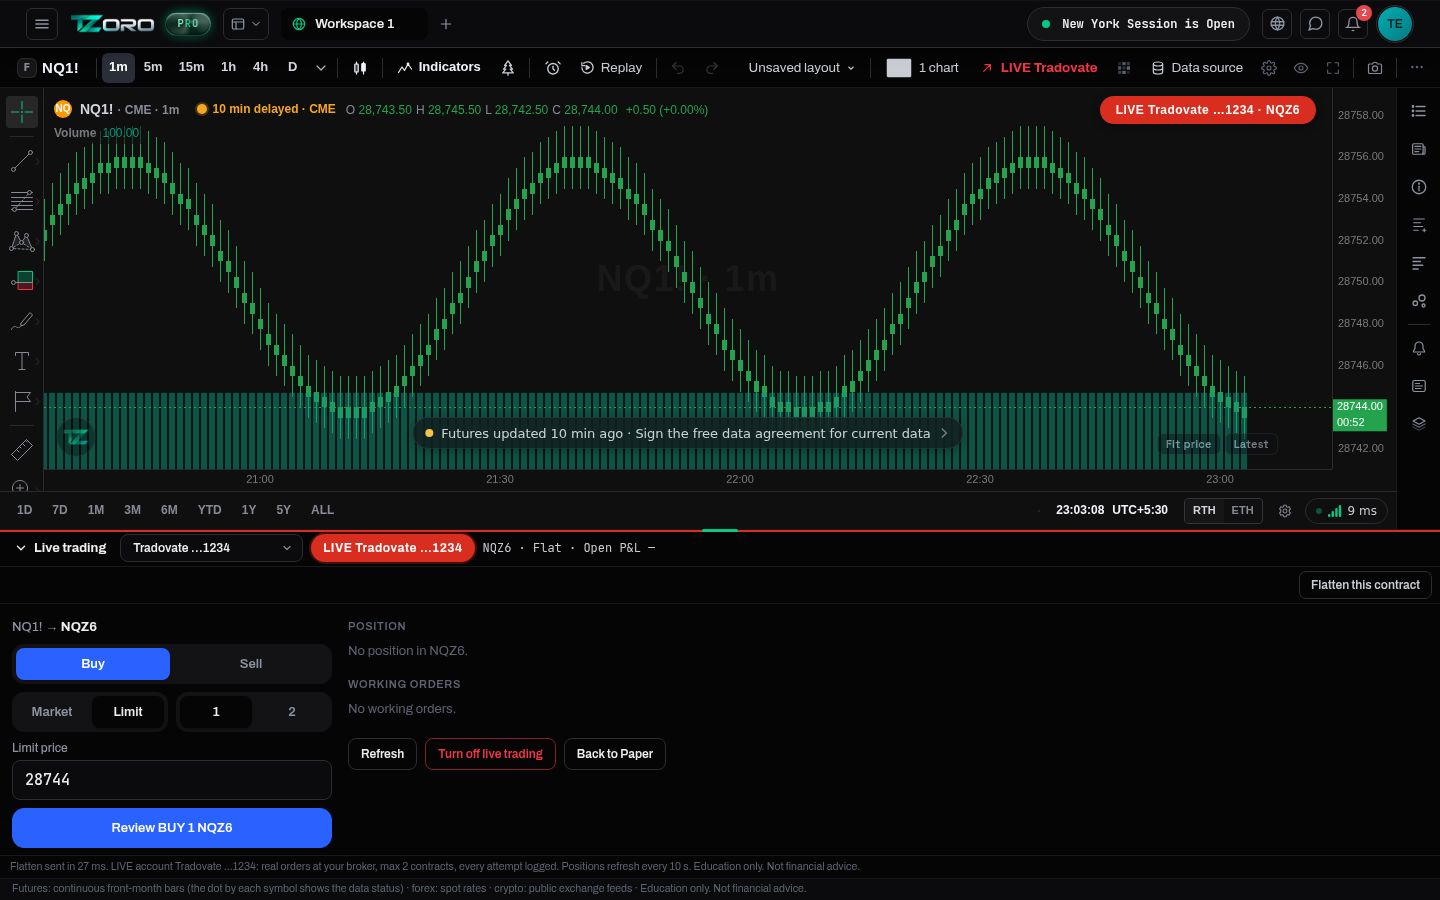 TZORO PRO Workspace 1 New York Session is Open 2 TE
F NQ1! 1m 5m 15m 1h 4h D Indicators Replay Unsaved layout 1 chart LIVE Tradovate Data source
NQ NQ1! · CME · 1m 10 min delayed · CME O 28,743.50 H 28,745.50 L 28,742.50 C 28,744.00 +0.50 (+0.00%)
LIVE Tradovate ...1234 · NQZ6
Volume 100.00
NQ1! · 1m
28758.00
28756.00
28754.00
28752.00
28750.00
28748.00
28746.00
28744.00
00:52
28742.00
Futures updated 10 min ago · Sign the free data agreement for current data
Fit price Latest
21:00 21:30 22:00 22:30 23:00
1D 7D 1M 3M 6M YTD 1Y 5Y ALL 23:03:08 UTC+5:30 RTH ETH 9 ms
Live trading Tradovate ...1234 LIVE Tradovate ...1234 NQZ6 · Flat · Open P&L —
Flatten this contract
NQ1! → NQZ6
Buy Sell
Market Limit 1 2
Limit price
28744
Review BUY 1 NQZ6
POSITION
No position in NQZ6.
WORKING ORDERS
No working orders.
Refresh Turn off live trading Back to Paper
Flatten sent in 27 ms. LIVE account Tradovate ...1234: real orders at your broker, max 2 contracts, every attempt logged. Positions refresh every 10 s. Education only. Not financial advice.
Futures: continuous front-month bars (the dot by each symbol shows the data status) · forex: spot rates · crypto: public exchange feeds · Education only. Not financial advice.